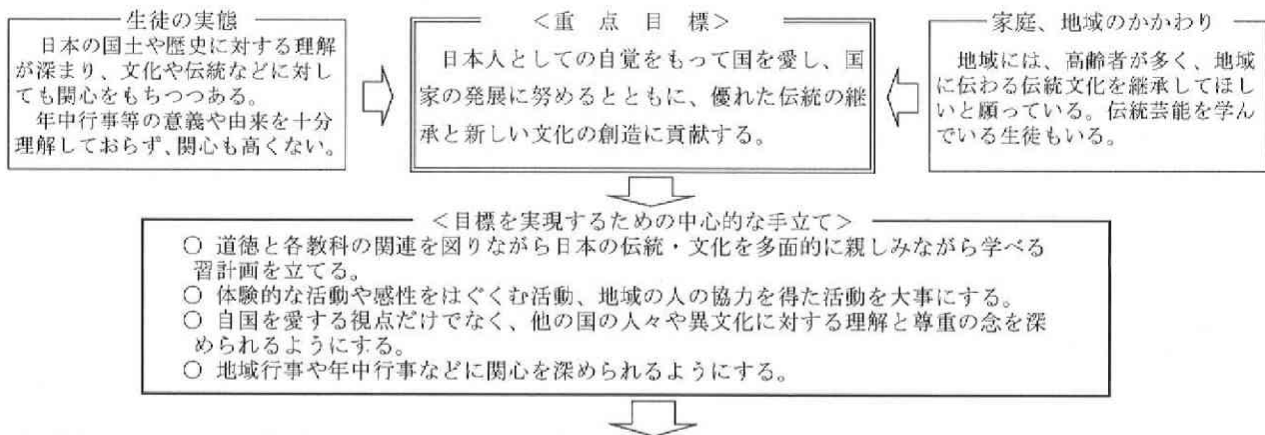 生徒の実態
日本の国土や歴史に対する理解
が深まり、文化や伝統などに対し
ても関心をもちつつある。
年中行事等の意義や由来を十分
理解しておらず、関心も高くない。
＜重点目標＞
日本人としての自覚をもって国を愛し、国
家の発展に努めるとともに、優れた伝統の継
承と新しい文化の創造に貢献する。
家庭、地域のかかわり
地域には、高齢者が多く、地域
に伝わる伝統文化を継承してほし
いと願っている。伝統芸能を学ん
でいる生徒もいる。
＜目標を実現するための中心的な手立て＞
○ 道徳と各教科の関連を図りながら日本の伝統・文化を多面的に親しみながら学べる
習計画を立てる。
○ 体験的な活動や感性をはぐくむ活動、地域の人の協力を得た活動を大事にする。
○ 自国を愛する視点だけでなく、他の国の人々や異文化に対する理解と尊重の念を深
められるようにする。
○ 地域行事や年中行事などに関心を深められるようにする。